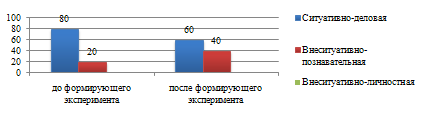 100
80
60
40
20
0
80
20
60
40
до формирующего
эксперимента
после формирующего
эксперимента
Ситуативно-деловая
Внеситуативно-
познавательная
Внеситуативно-личностная